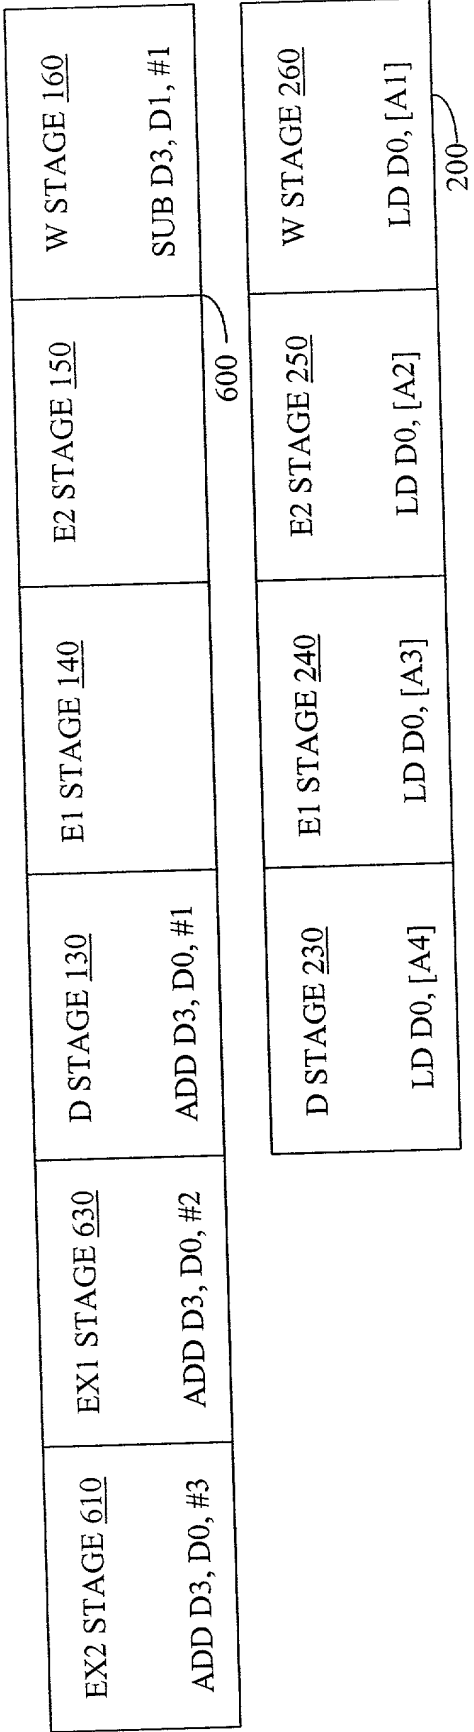 EX2 STAGE 610
ADD D3, D0, #3
EX1 STAGE 630
ADD D3, D0, #2
D STAGE 130
ADD D3, D0, #1
E1 STAGE 140
E2 STAGE 150
W STAGE 160
SUB D3, D1, #1
600
D STAGE 230
LD D0, [A4]
E1 STAGE 240
LD D0, [A3]
E2 STAGE 250
LD D0, [A2]
W STAGE 260
LD D0, [A1]
200